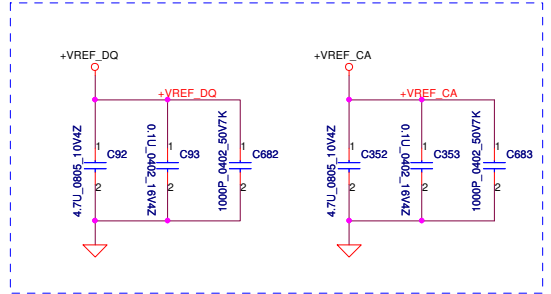 +VREF_DQ
+VREF_DQ
1
C92
2
4.7U_0805_10V4Z
1
C93
2
0.1U_0402_16V4Z
1
C682
2
1000P_0402_50V7K
+VREF_CA
+VREF_CA
1
C352
2
4.7U_0805_10V4Z
1
C353
2
0.1U_0402_16V4Z
1
C683
2
1000P_0402_50V7K